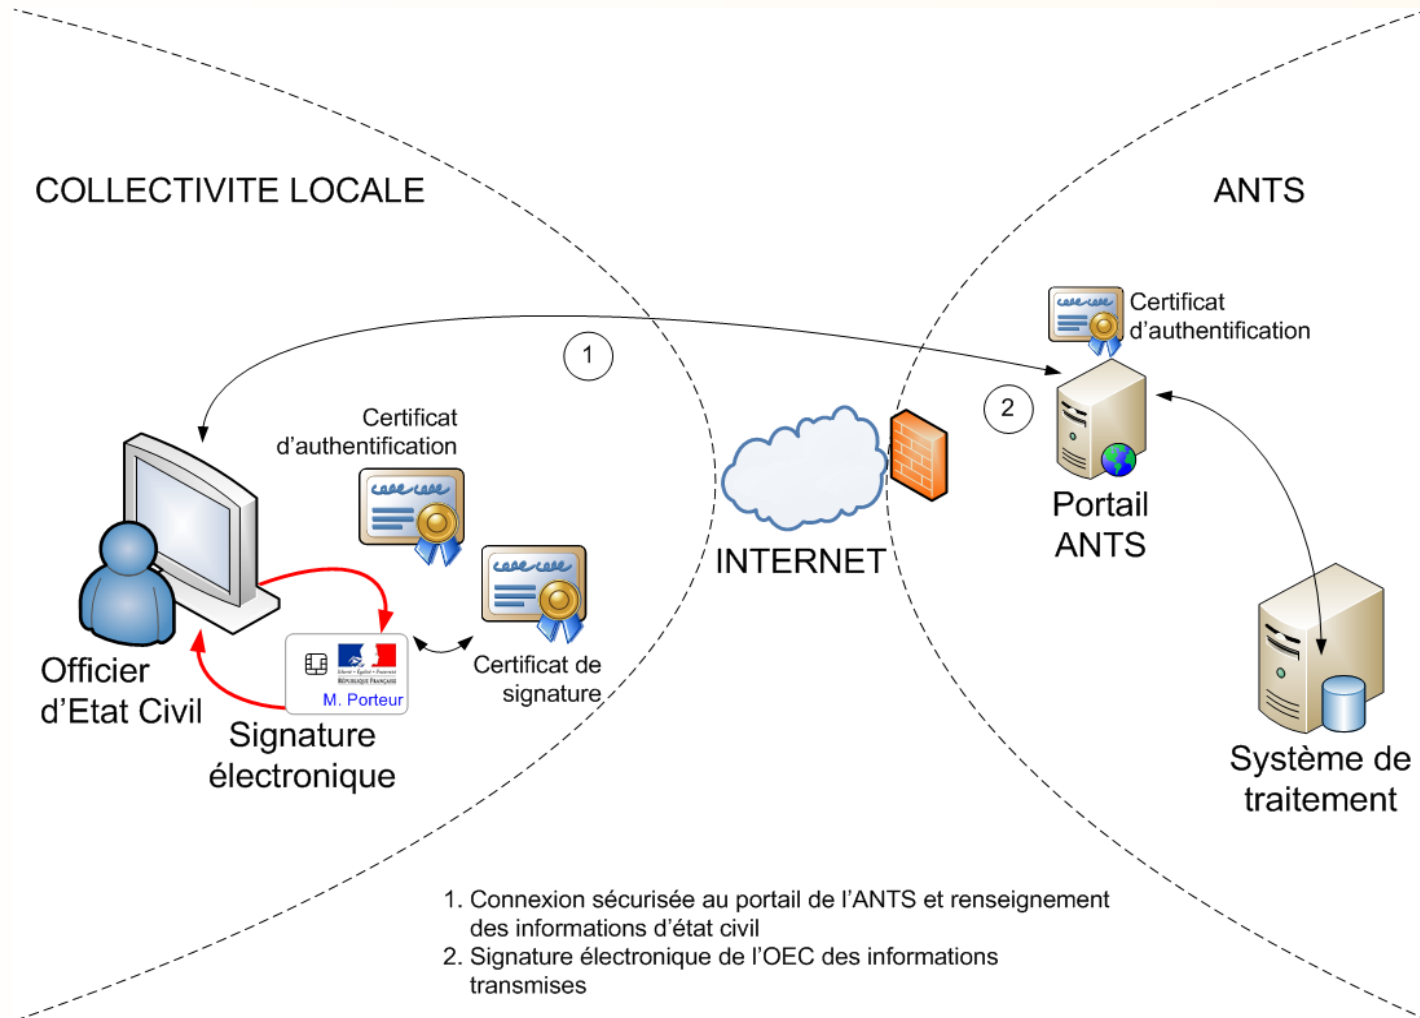 COLLECTIVITE LOCALE
ANTS
Certificat
d'authentification
1
2
Certificat
d'authentification
Portail
ANTS
INTERNET
Certificat de
signature
Officier
d'Etat Civil
RÉPUBLIQUE FRANÇAISE
M. Porteur
Signature
électronique
Système de
traitement
1. Connexion sécurisée au portail de l'ANTS et renseignement
des informations d'état civil
2. Signature électronique de l'OEC des informations
transmises